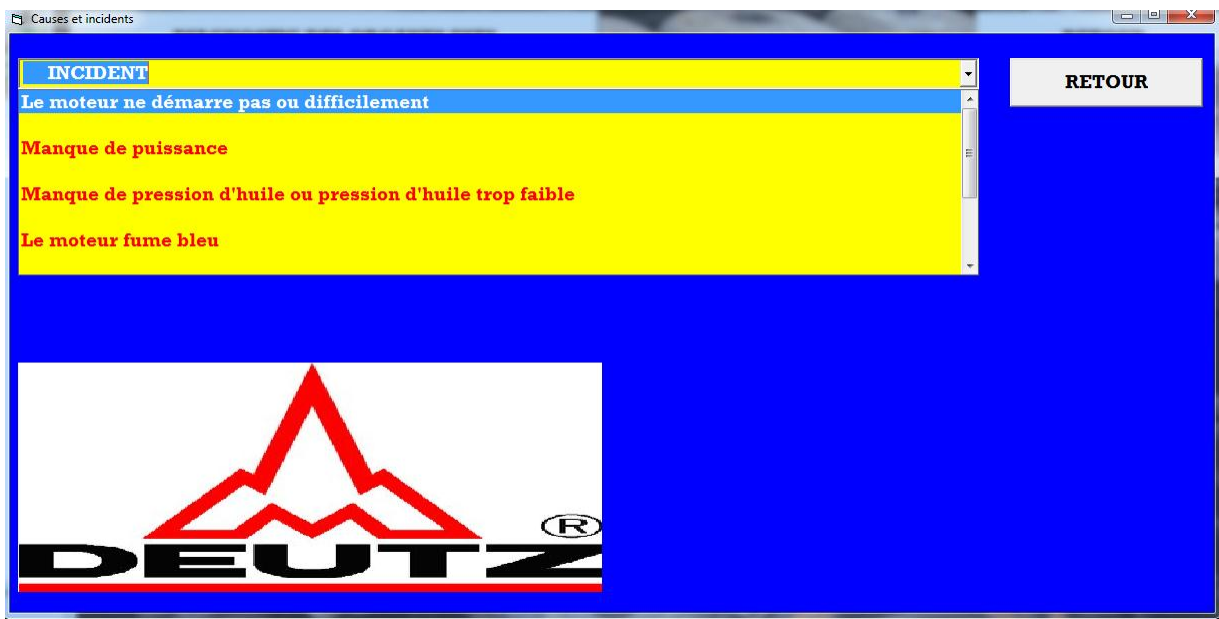 Causes et incidents
INCIDENT
RETOUR
Le moteur ne démarre pas ou difficilement
Manque de puissance
Manque de pression d'huile ou pression d'huile trop faible
Le moteur fume bleu
®
DEUTZ